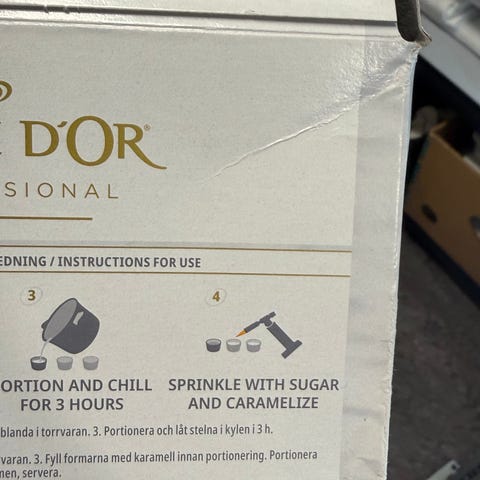 D'OR®
SIONAL
EDNING / INSTRUCTIONS FOR USE
3
4
ORTION AND CHILL
FOR 3 HOURS
SPRINKLE WITH SUGAR
AND CARAMELIZE
blanda i torrvaran. 3. Portionera och låt stelna i kylen i 3 h.
varan. 3. Fyll formarna med karamell innan portionering. Portionera
men, servera.